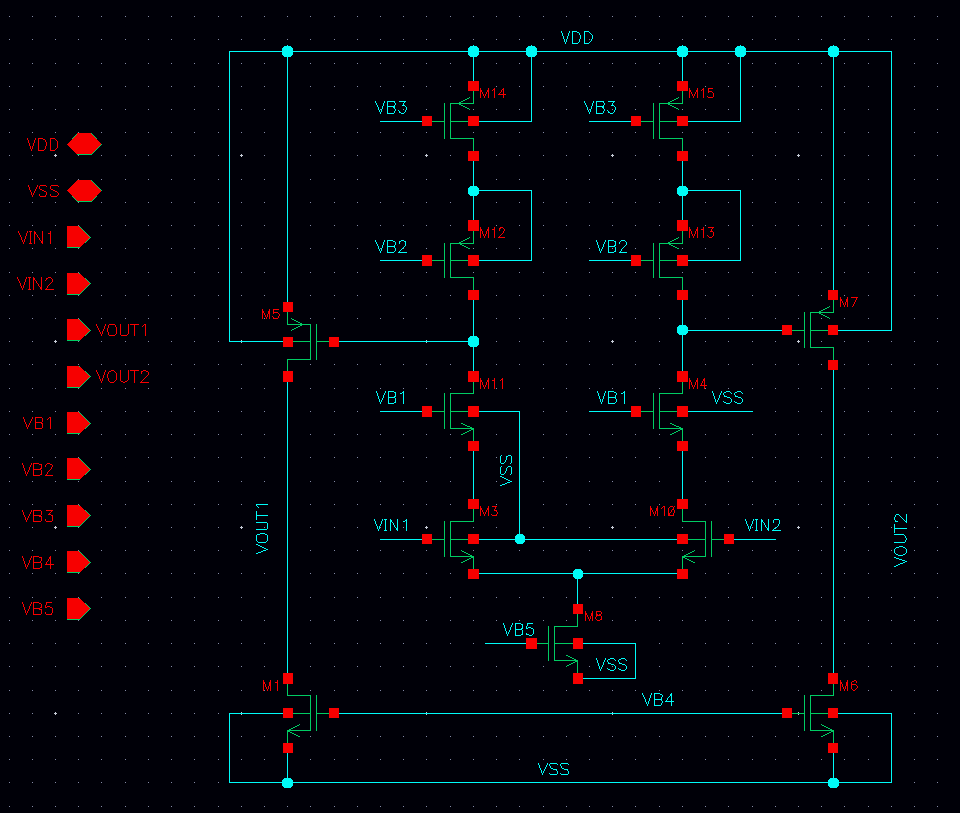 VDD
M14
M15
VB3
VB3
VDD
VSS
M12
M13
VIN1
VB2
VB2
VIN2
M7
M5
VOUT1
VOUT2
M11
M4
VB1
VB1
VSS
VB1
VSS
VB2
M3
M10
VB3
VOUT1
VIN1
VIN2
VOUT2
VB4
VB5
M8
VB5
VSS
M1
M6
VB4
VSS